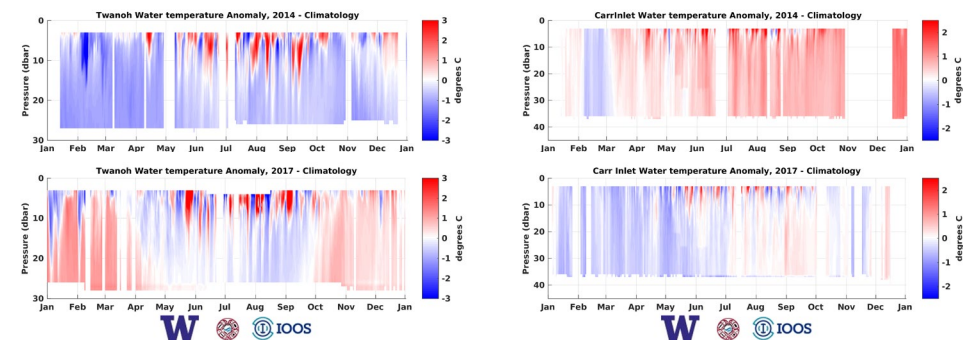 Twanoh Water temperature Anomaly, 2014 - Climatology
Pressure (dbar)
0
10
20
30
Jan Feb Mar Apr May Jun Jul Aug Sep Oct Nov Dec Jan
3
2
1
0
-1
-2
-3
degrees C
CarrInlet Water temperature Anomaly, 2014 - Climatology
Pressure (dbar)
0
10
20
30
40
Jan Feb Mar Apr May Jun Jul Aug Sep Oct Nov Dec Jan
2
1
0
-1
-2
degrees C
Twanoh Water temperature Anomaly, 2017 - Climatology
Pressure (dbar)
0
10
20
30
Jan Feb Mar Apr May Jun Jul Aug Sep Oct Nov Dec Jan
3
2
1
0
-1
-2
-3
degrees C
Carr Inlet Water temperature Anomaly, 2017 - Climatology
Pressure (dbar)
0
10
20
30
40
Jan Feb Mar Apr May Jun Jul Aug Sep Oct Nov Dec Jan
2
1
0
-1
-2
degrees C
W IOOS
W IOOS